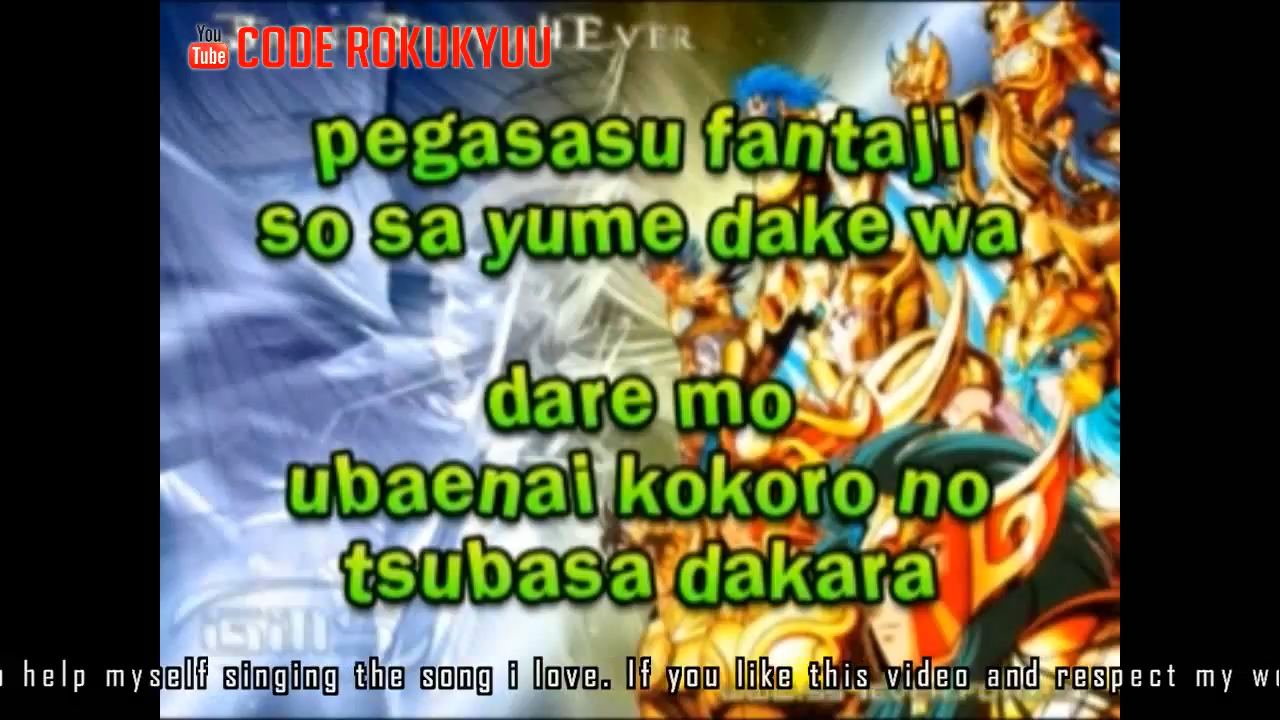 You
Tube CODE ROKUKYUU
Ever
pegasasu fantaji
so sa yume dake wa
dare mo
ubaenai kokoro no
tsubasa dakara
help myself singing the song i love. If you like this video and respect my